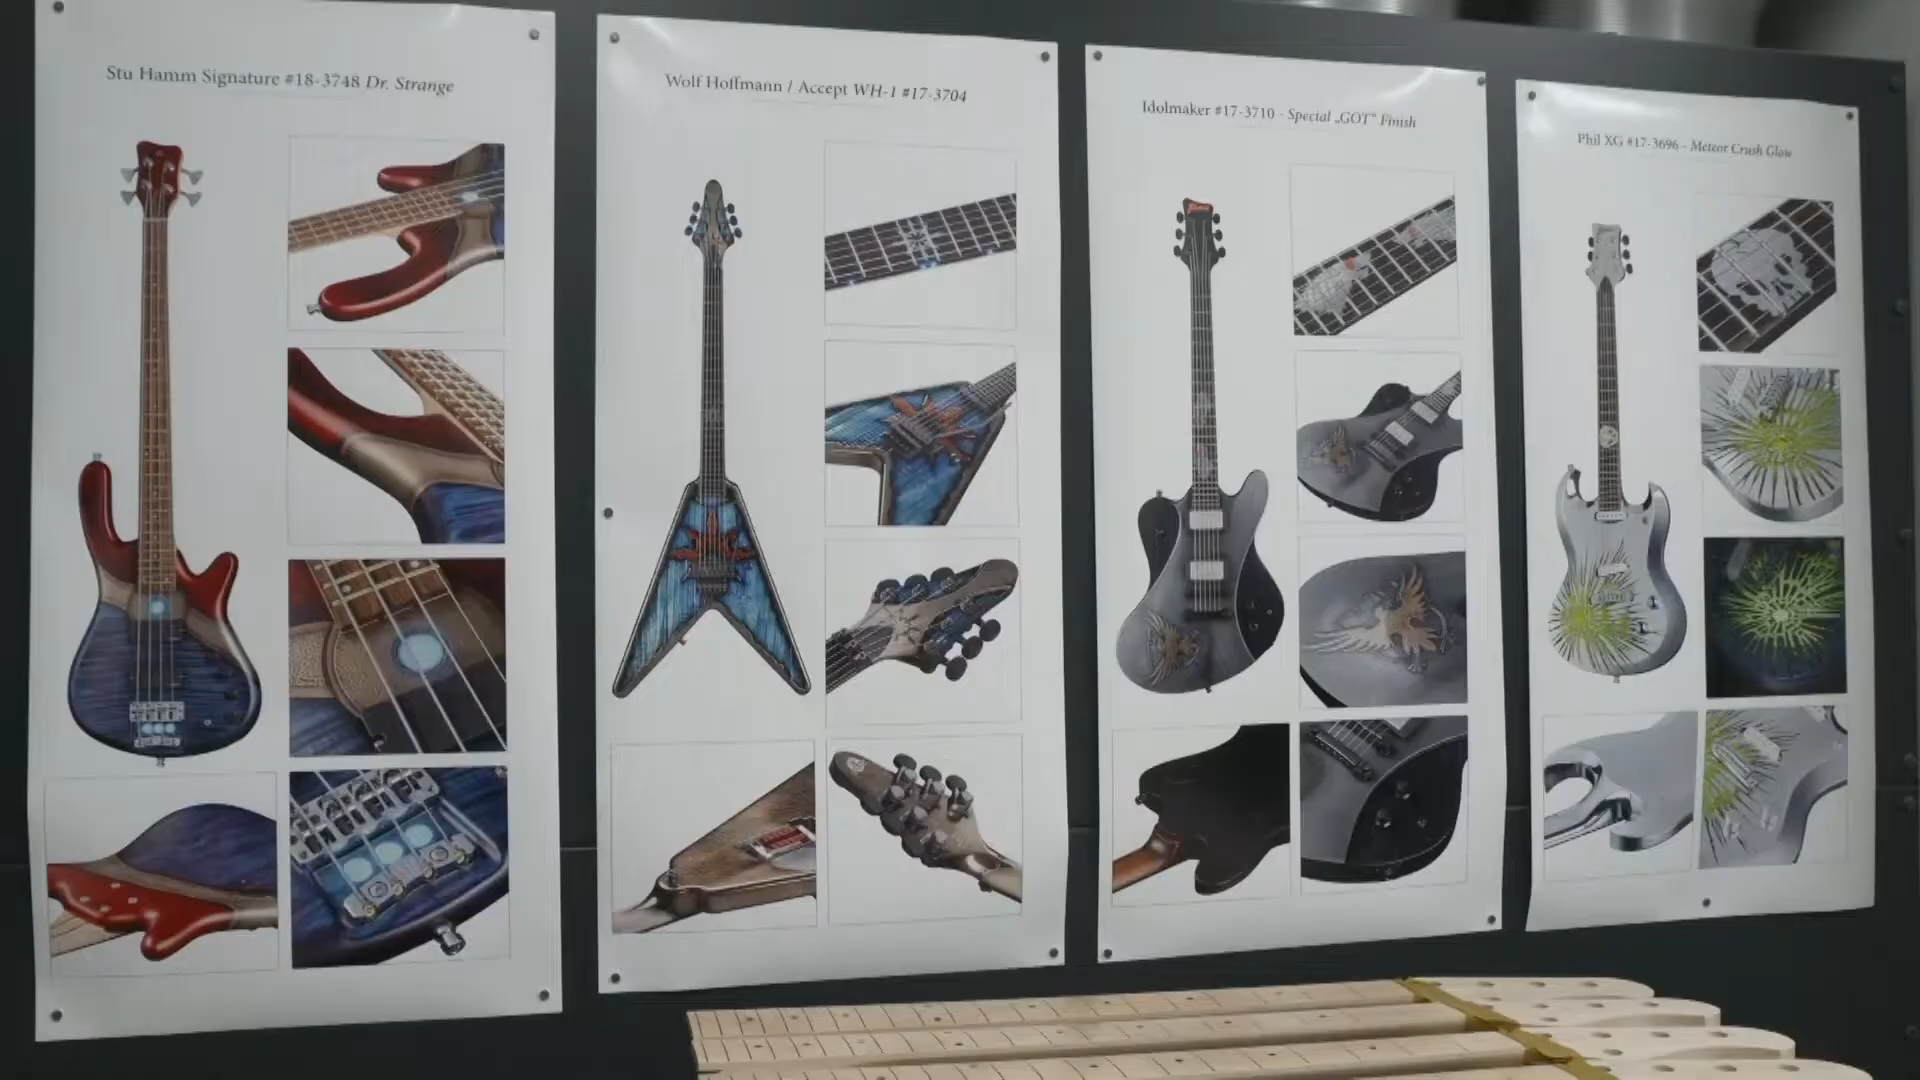 Stu Hamm Signature #18-3748 Dr. Strange
Wolf Hoffmann / Accept WH-1 #17-3704
Idolmaker #17-3710 - Special „GOT“ Finish
Phil XG #17-3696 - Meteor Crush Glow